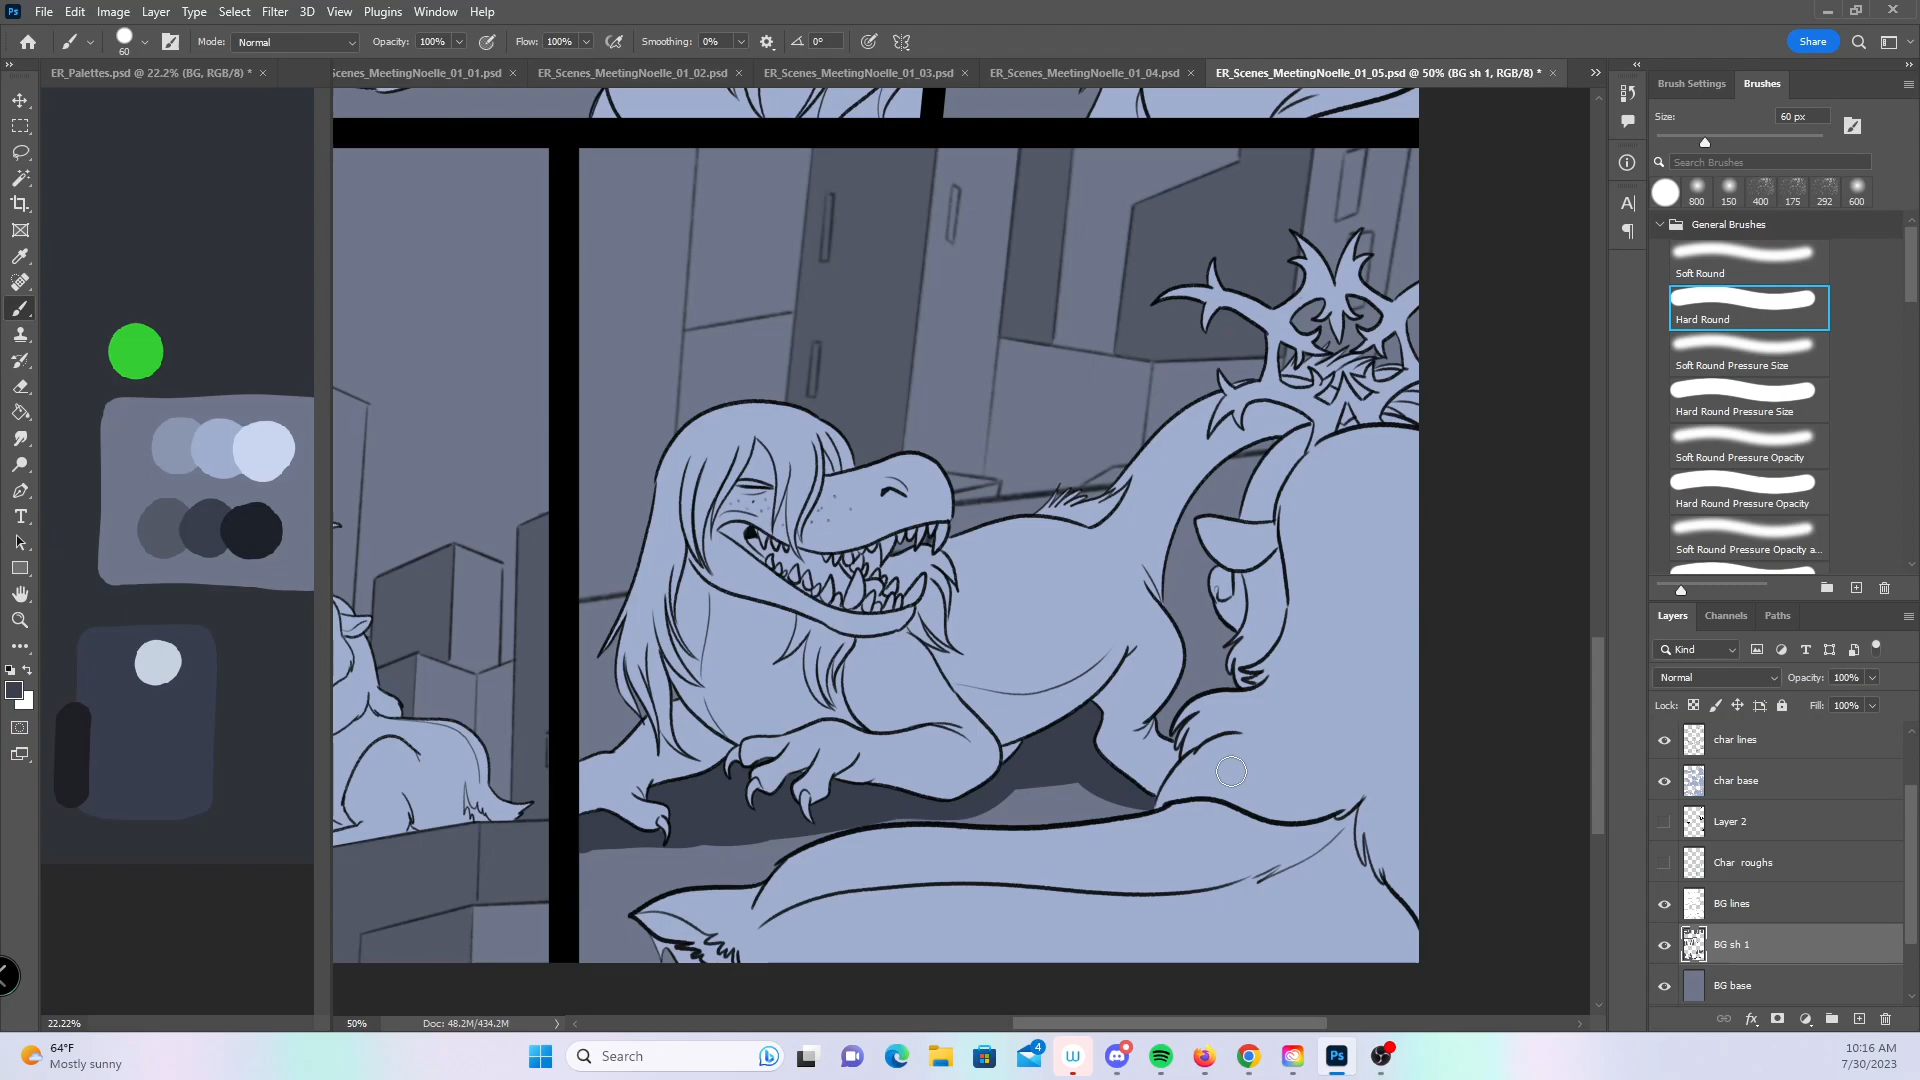 Ps File Edit Image Layer Type Select Filter 3D View Plugins Window Help
60 Mode: Normal Opacity: 100% Flow: 100% Smoothing: 0% 0° Share
ER_Palettes.psd @ 22.2% (BG, RGB/8) *
Scenes_MeetingNoelle_01_01.psd
ER_Scenes_MeetingNoelle_01_02.psd
ER_Scenes_MeetingNoelle_01_03.psd
ER_Scenes_MeetingNoelle_01_04.psd
ER_Scenes_MeetingNoelle_01_05.psd @ 50% (BG sh 1, RGB/8) *
Brush Settings Brushes
Size: 60 px
Search Brushes
800 150 400 175 292 600
General Brushes
Soft Round
Hard Round
Soft Round Pressure Size
Hard Round Pressure Size
Soft Round Pressure Opacity
Hard Round Pressure Opacity
Soft Round Pressure Opacity a...
Layers Channels Paths
Kind
Normal Opacity: 100%
Lock: Fill: 100%
char lines
char base
Layer 2
Char roughs
BG lines
BG sh 1
BG base
22.22%
50% Doc: 48.2M/434.2M
64°F
Mostly sunny
Search
4
Ps
10:16 AM
7/30/2023